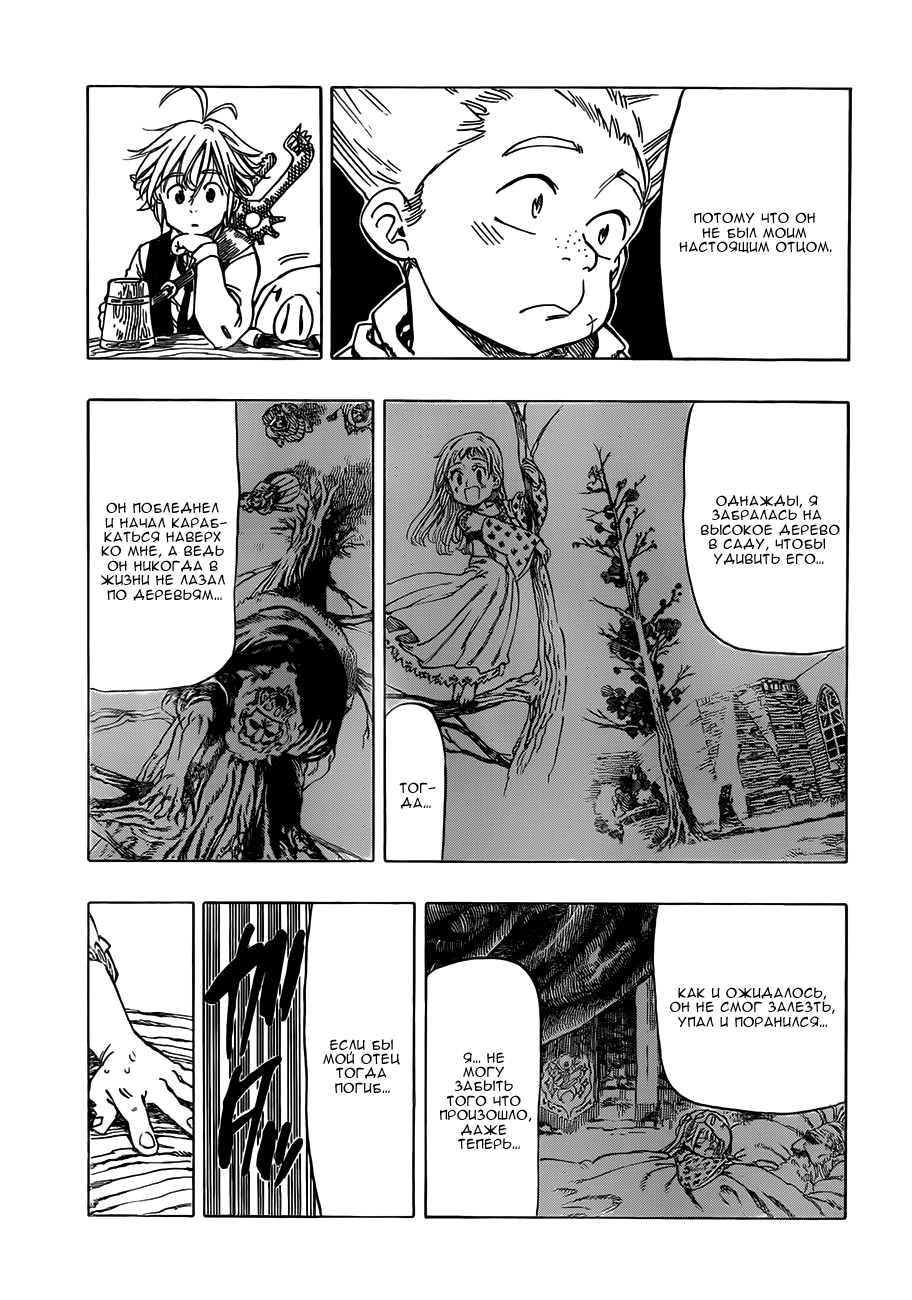 ПОТОМУ ЧТО ОН
НЕ БЫЛ МОИМ
НАСТОЯЩИМ ОТЦОМ.
ОДНАЖДЫ, Я
ЗАБРАЛАСЬ НА
ВЫСОКОЕ ДЕРЕВО
В САДУ, ЧТОБЫ
УДИВИТЬ ЕГО...
ТОГ-
ДА...
ОН ПОБЛЕДНЕЛ
И НАЧАЛ КАРАБ-
КАТЬСЯ НАВЕРХ
КО МНЕ, А ВЕДЬ
ОН НИКОГДА В
ЖИЗНИ НЕ ЛАЗАЛ
ПО ДЕРЕВЬЯМ...
КАК И ОЖИДАЛОСЬ,
ОН НЕ СМОГ ЗАЛЕЗТЬ,
УПАЛ И ПОРАНИЛСЯ...
Я... НЕ
МОГУ
ЗАБЫТЬ
ТОГО ЧТО
ПРОИЗОШЛО,
ДАЖЕ
ТЕПЕРЬ...
ЕСЛИ БЫ
МОЙ ОТЕЦ
ТОГДА
ПОГИБ...